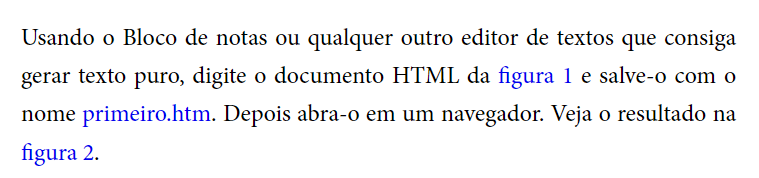 Usando o Bloco de notas ou qualquer outro editor de textos que consiga
gerar texto puro, digite o documento HTML da figura 1 e salve-o com o
nome primeiro.htm. Depois abra-o em um navegador. Veja o resultado na
figura 2.